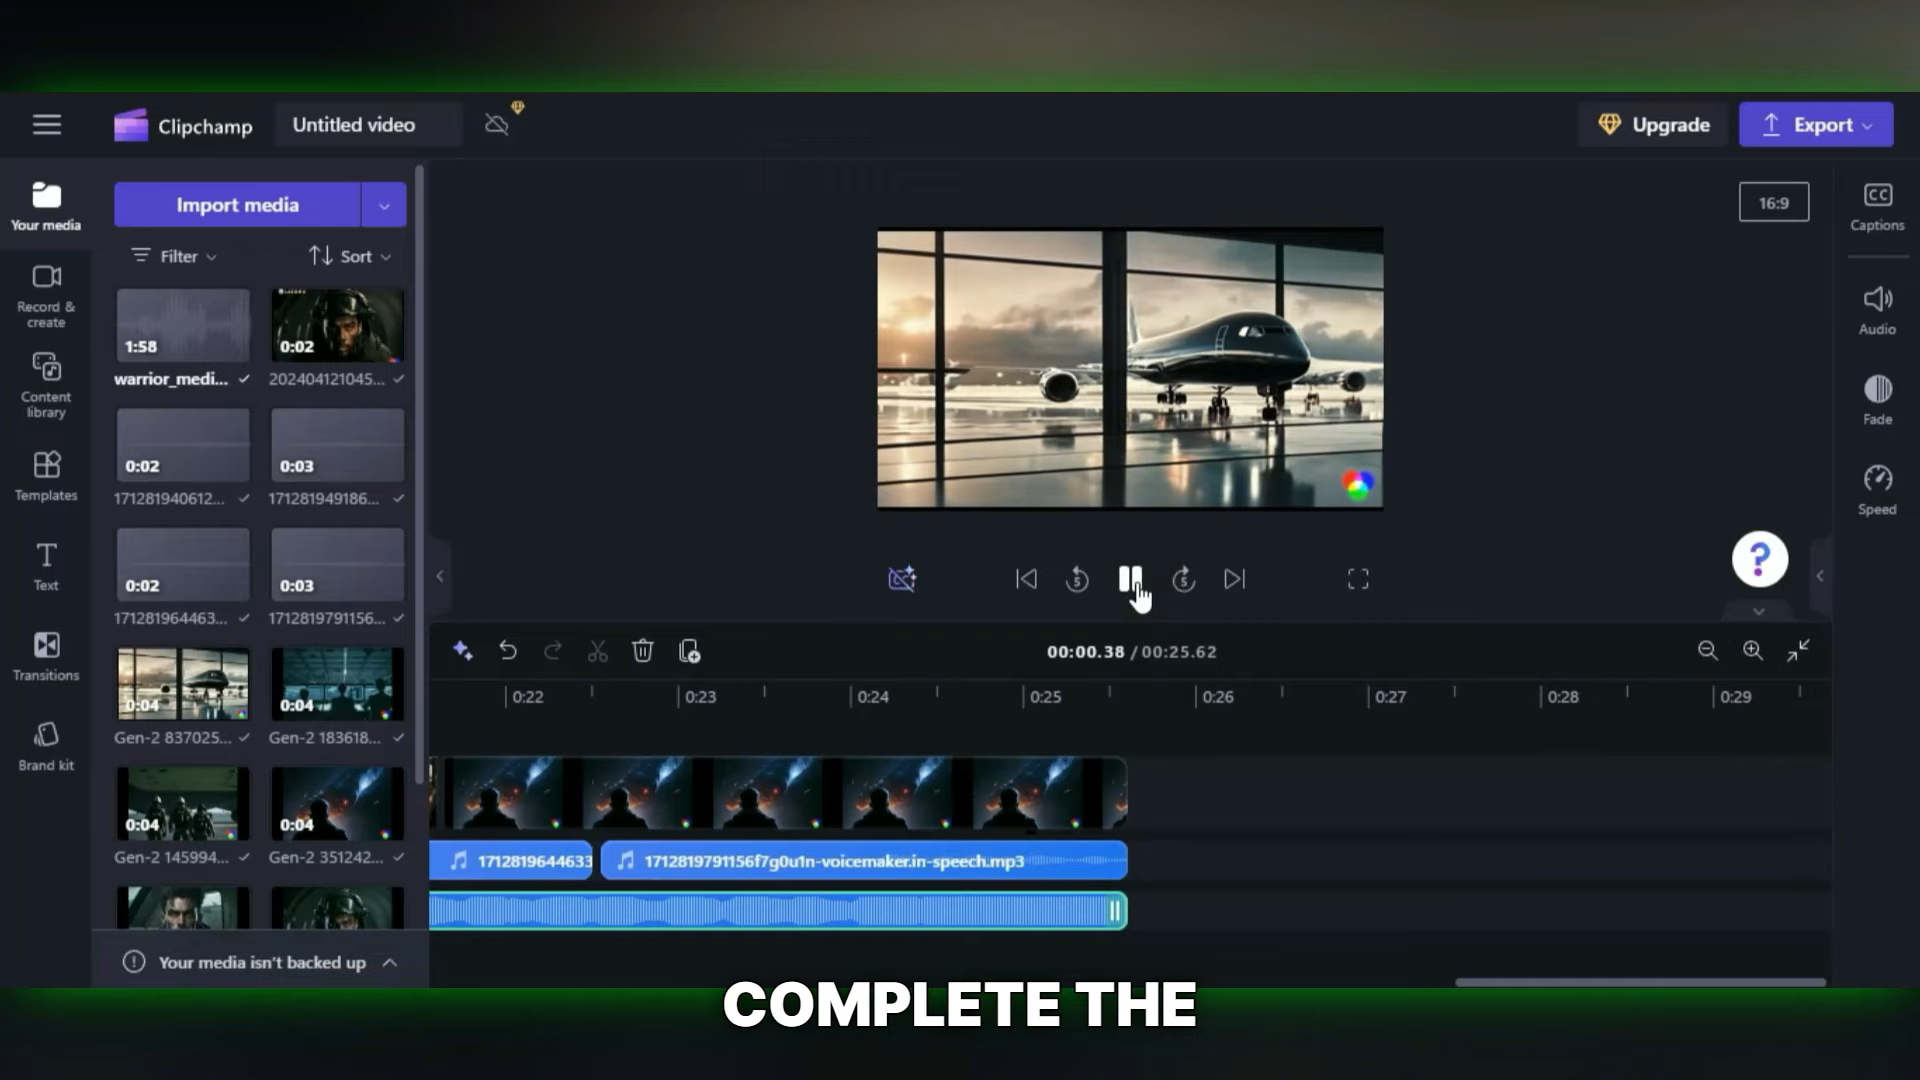 Clipchamp
Untitled video
Upgrade
Export
Your media
Import media
16:9
Captions
Filter
Sort
Record &
create
1:58
0:02
warrior_medi...
202404121045...
Audio
Content
library
0:02
0:03
171281940612...
171281949186...
Fade
Templates
0:02
0:03
171281964463...
171281979115​6...
Speed
Text
5
5
?
Transitions
0:04
0:04
Gen-2 837025...
Gen-2 183618...
00:00.38 / 00:25.62
0:22
0:23
0:24
0:25
0:26
0:27
0:28
0:29
Brand kit
0:04
0:04
Gen-2 145994...
Gen-2 351242...
1712819644633
1712819791156f7g0u1n-voicemaker.in-speech.mp3
Your media isn't backed up
COMPLETE THE